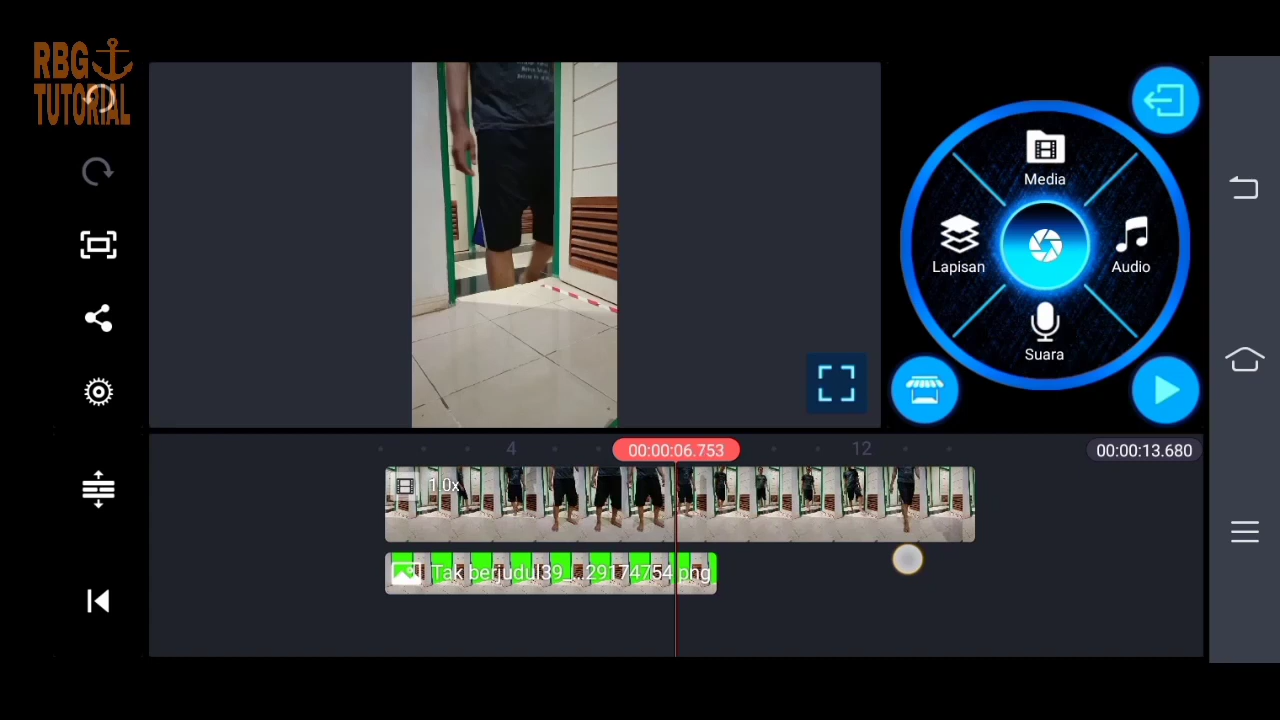 RBG
TUTORIAL
Media
Lapisan
Audio
Suara
4
00:00:06.753
12
00:00:13.680
1.0x
Tak berjudul39_...29174754.png